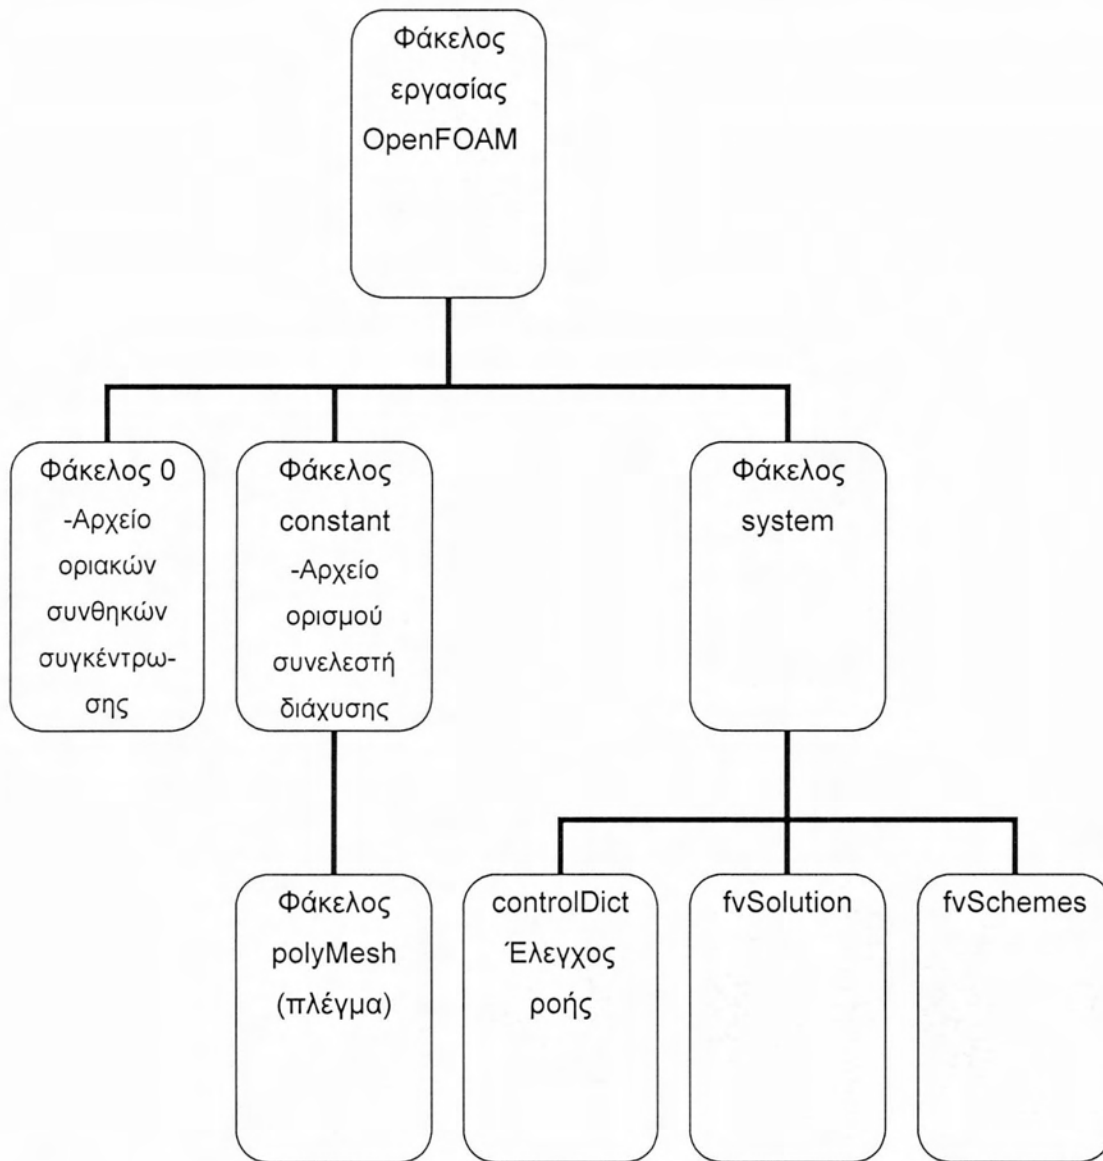 Φάκελος
εργασίας
OpenFOAM
Φάκελος 0
-Αρχείο
οριακών
συνθηκών
συγκέντρω-
σης
Φάκελος
constant
-Αρχείο
ορισμού
συνελεστή
διάχυσης
Φάκελος
system
Φάκελος
polyMesh
(πλέγμα)
controlDict
Έλεγχος
ροής
fvSolution
fvSchemes